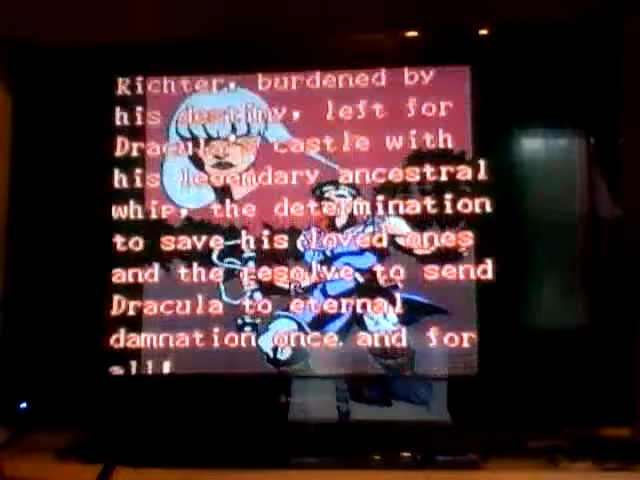 Richter, burdened by
his destiny, left for
Dracula's castle with
his legendary ancestral
whip, the determination
to save his loved ones
and the resolve to send
Dracula to eternal
damnation once and for
all!